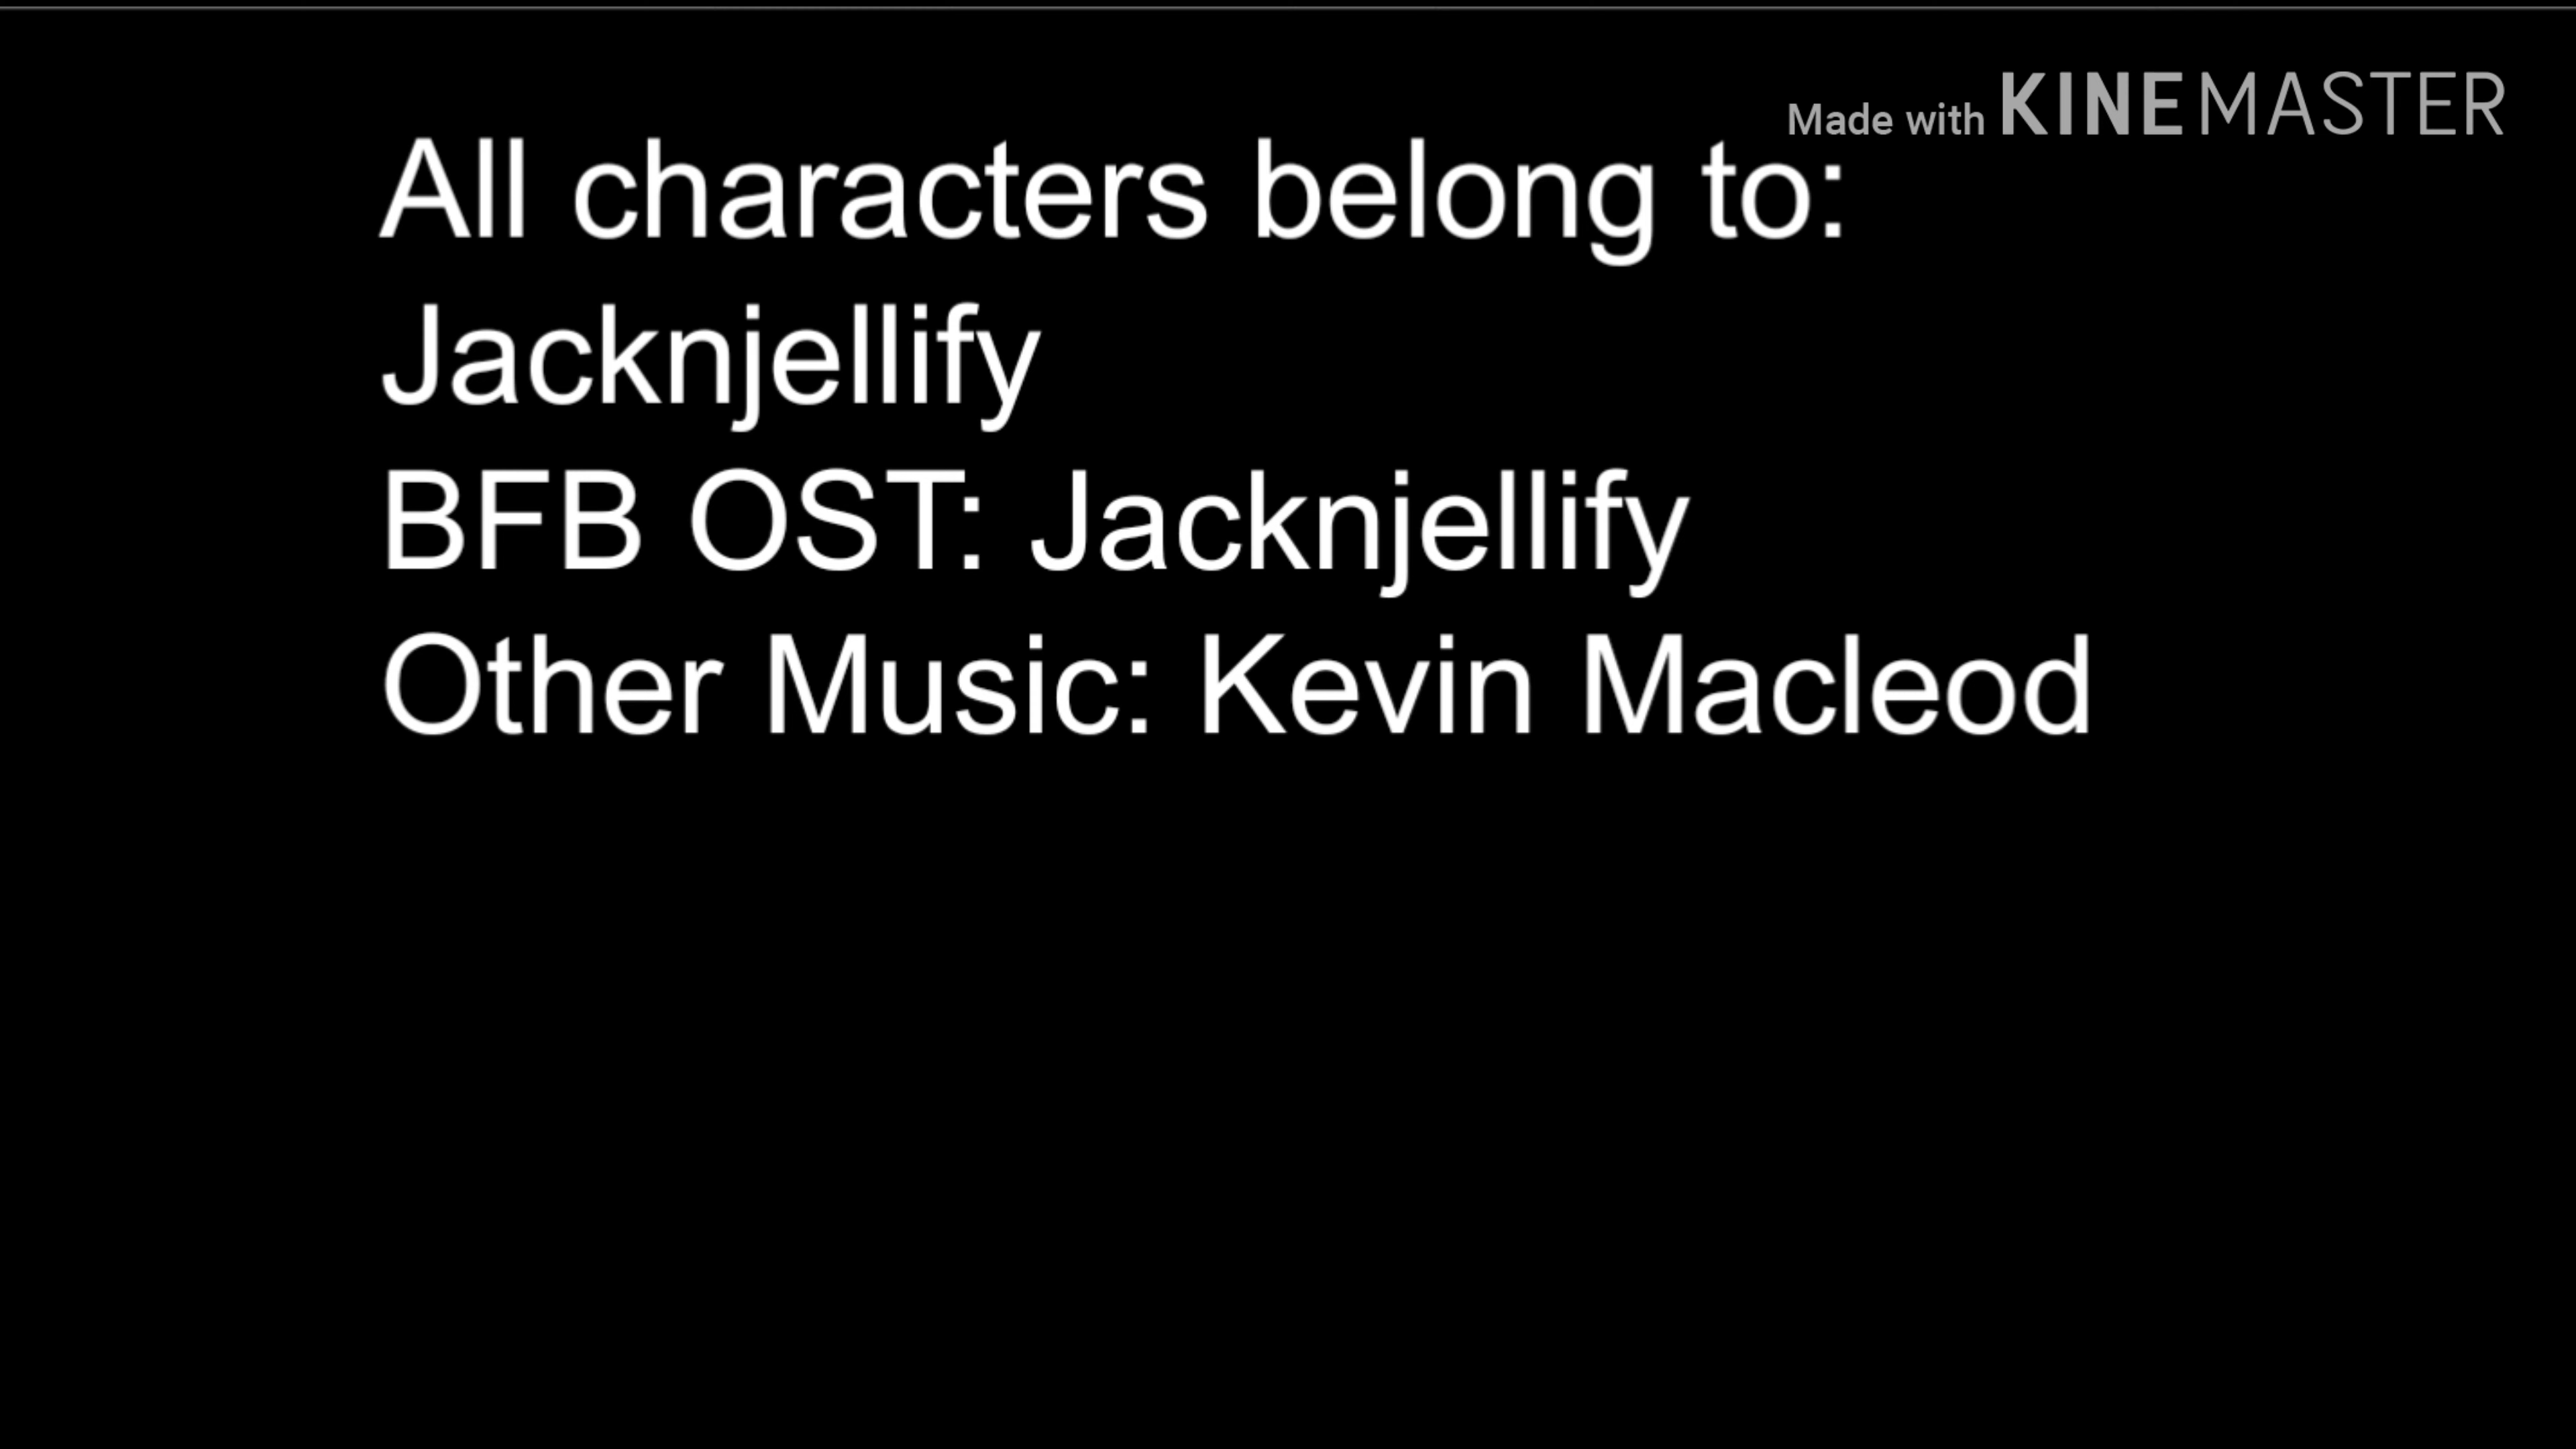 Made with KINEMASTER
All characters belong to:
Jacknjellify
BFB OST: Jacknjellify
Other Music: Kevin Macleod